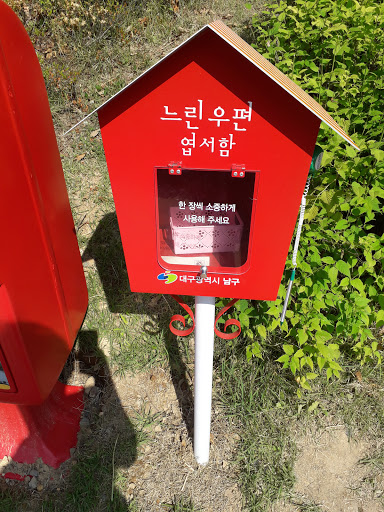 느린우편
엽서함
한 장씩 소중하게
사용해 주세요
대구광역시 남구